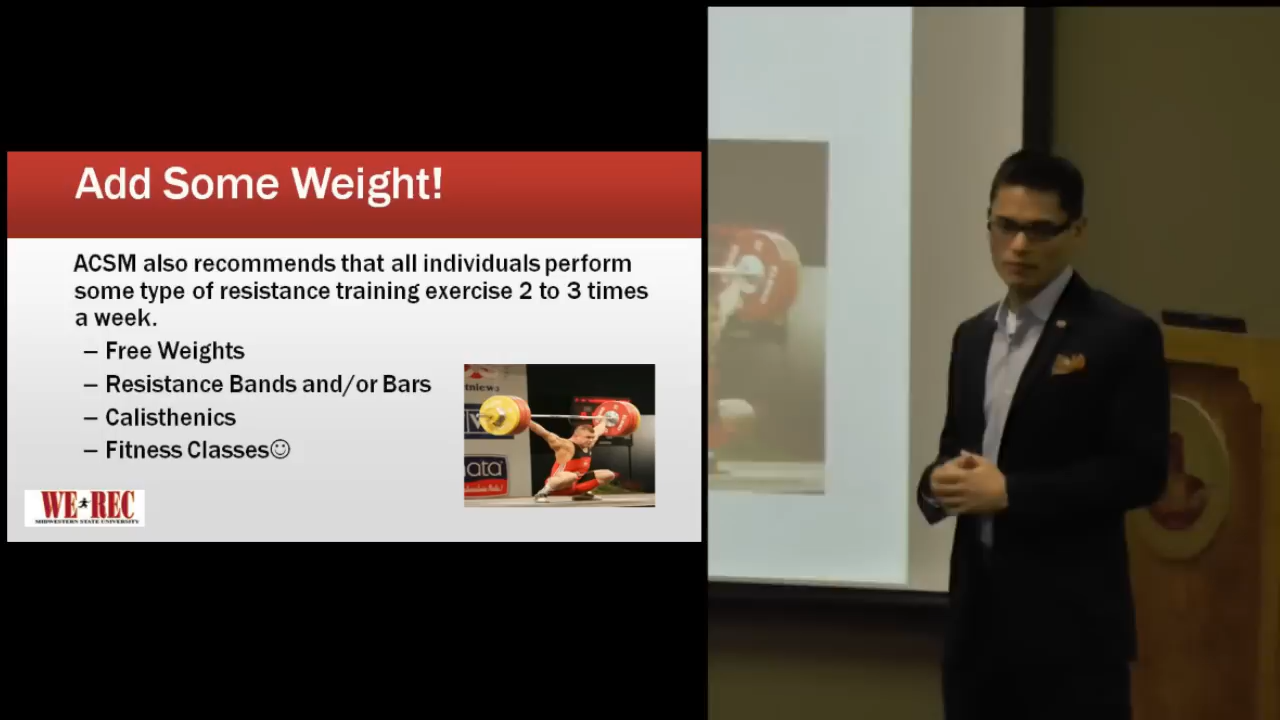 Add Some Weight!
ACSM also recommends that all individuals perform
some type of resistance training exercise 2 to 3 times
a week.
– Free Weights
– Resistance Bands and/or Bars
– Calisthenics
– Fitness Classes☺
WE REC
MIDWESTERN STATE UNIVERSITY